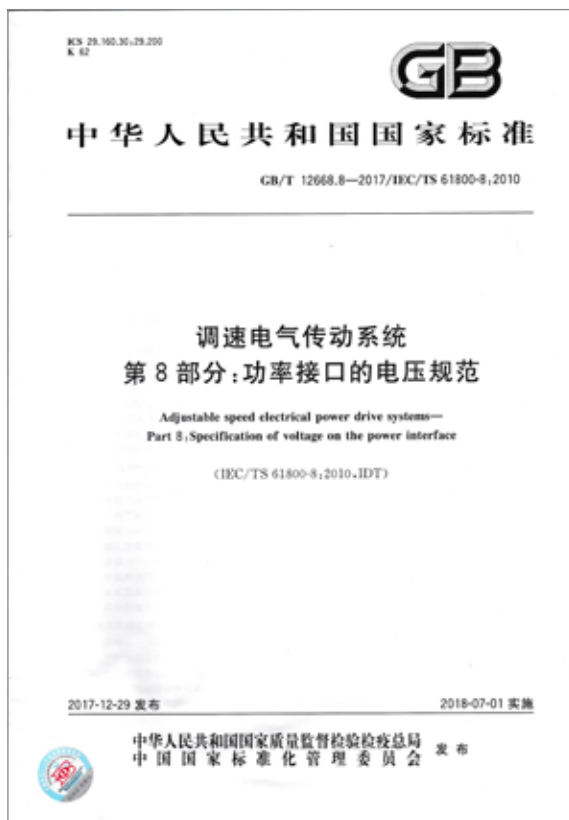 ICS 29.160.30;29.200
K 62
GB
中华人民共和国国家标准
GB/T 12668.8—2017/IEC/TS 61800-8:2010
调速电气传动系统
第 8 部分:功率接口的电压规范
Adjustable speed electrical power drive systems—
Part 8:Specification of voltage on the power interface
(IEC/TS 61800-8:2010,IDT)
2017-12-29 发布
2018-07-01 实施
中华人民共和国国家质量监督检验检疫总局
中国国家标准化管理委员会
发布